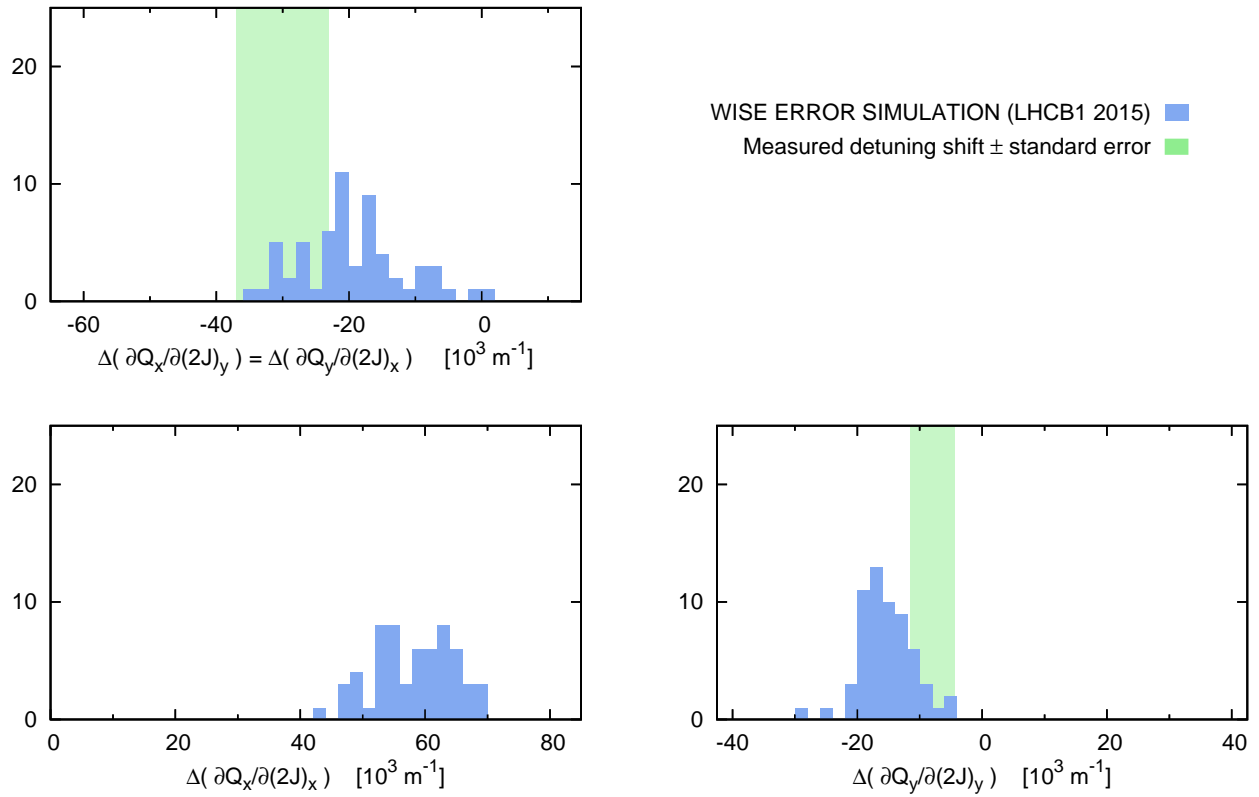 20
10
0
-60 -40 -20 0
Δ( ∂Qx/∂(2J)y ) = Δ( ∂Qy/∂(2J)x ) [10³ m⁻¹]
WISE ERROR SIMULATION (LHCB1 2015)
Measured detuning shift ± standard error
20
10
0
0 20 40 60 80
Δ( ∂Qx/∂(2J)x ) [10³ m⁻¹]
20
10
0
-40 -20 0 20 40
Δ( ∂Qy/∂(2J)y ) [10³ m⁻¹]